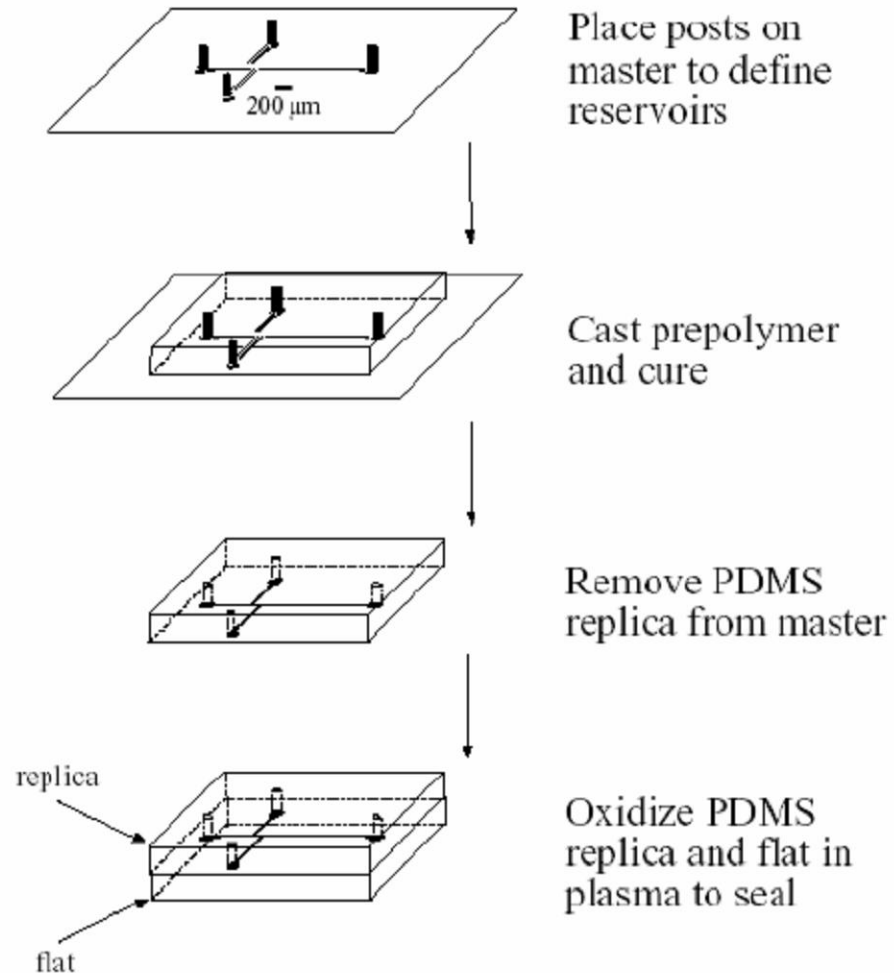 Place posts on
master to define
reservoirs
200 μm
Cast prepolymer
and cure
Remove PDMS
replica from master
replica
Oxidize PDMS
replica and flat in
plasma to seal
flat